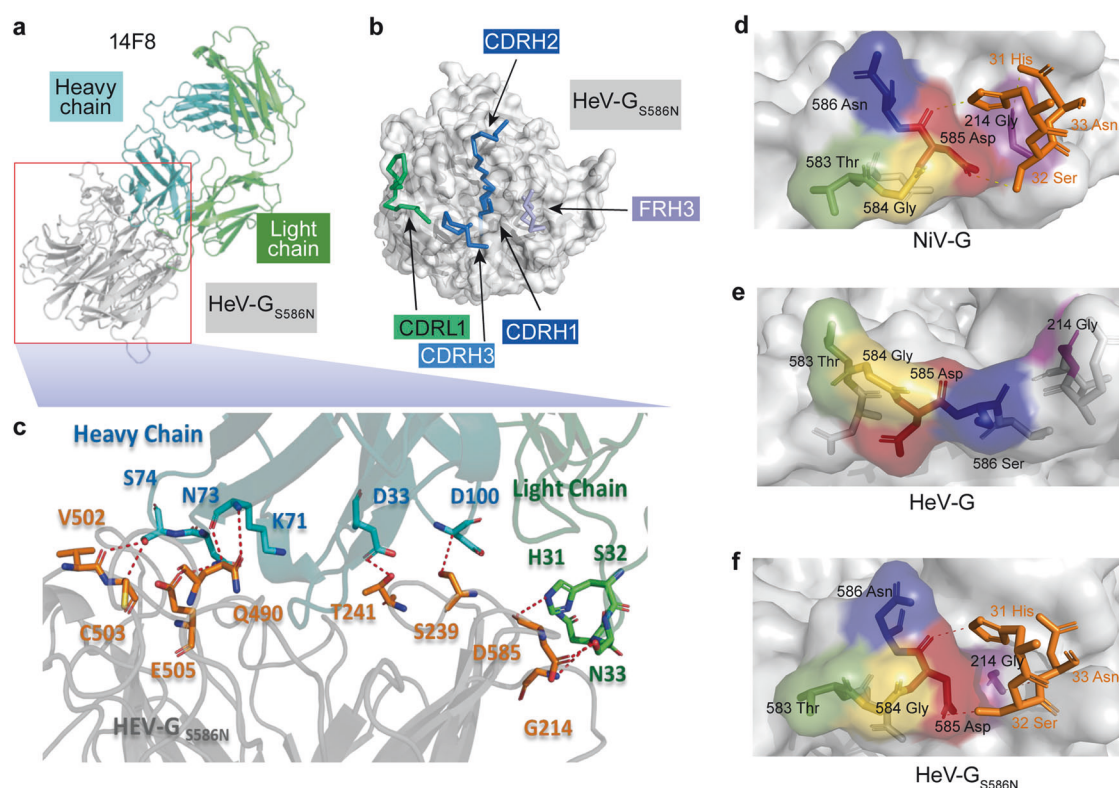 a
14F8
Heavy
chain
Light
chain
HeV-GS586N
b
CDRH2
HeV-GS586N
FRH3
CDRL1
CDRH1
CDRH3
c
Heavy Chain
S74
N73
D33
D100
Light Chain
V502
K71
H31
S32
Q490
T241
C503
S239
D585
E505
N33
G214
HEV-GS586N
d
31 His
586 Asn
214 Gly
33 Asn
585 Asp
583 Thr
32 Ser
584 Gly
NiV-G
e
214 Gly
583 Thr
584 Gly
585 Asp
586 Ser
HeV-G
f
586 Asn
31 His
214 Gly
33 Asn
583 Thr
584 Gly
32 Ser
585 Asp
HeV-GS586N